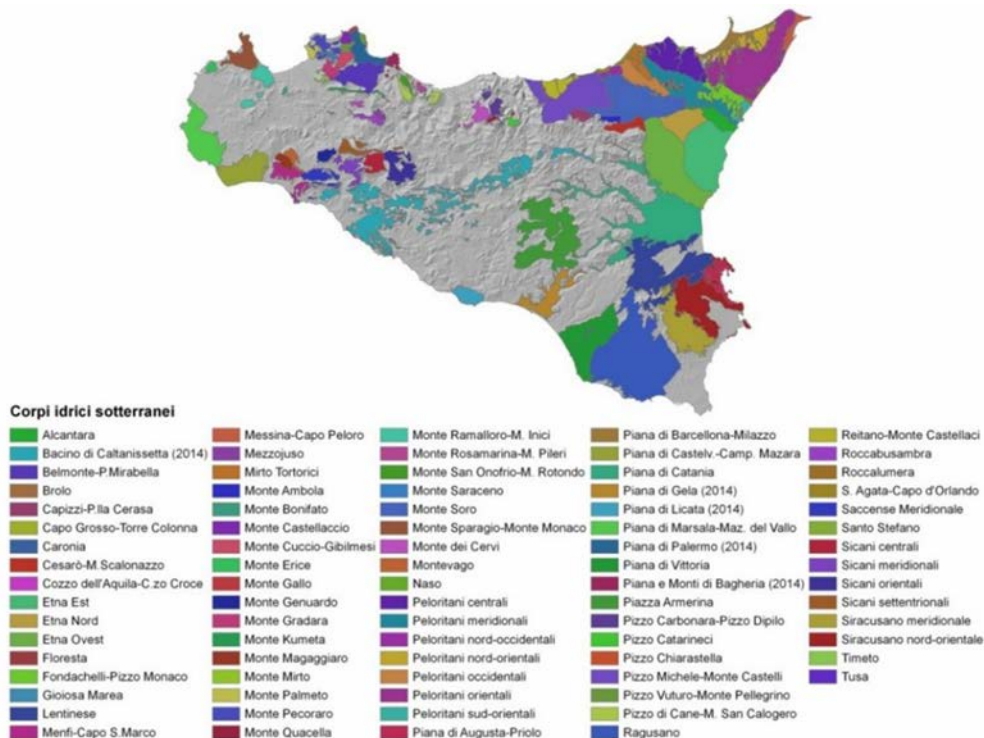 Corpi idrici sotterranei
Alcantara
Bacino di Caltanissetta (2014)
Belmonte-P.Mirabella
Brolo
Capizzi-P.lla Cerasa
Capo Grosso-Torre Colonna
Caronia
Cesarò-M.Scalonazzo
Cozzo dell'Aquila-C.zo Croce
Etna Est
Etna Nord
Etna Ovest
Floresta
Fondachelli-Pizzo Monaco
Gioiosa Marea
Lentinese
Menfi-Capo S.Marco
Messina-Capo Peloro
Mezzojuso
Mirto Tortorici
Monte Ambola
Monte Bonifato
Monte Castellaccio
Monte Cuccio-Gibilmesi
Monte Erice
Monte Gallo
Monte Genuardo
Monte Gradara
Monte Kumeta
Monte Magaggiaro
Monte Mirto
Monte Palmeto
Monte Pecoraro
Monte Quacella
Monte Ramalloro-M. Inici
Monte Rosamarina-M. Pileri
Monte San Onofrio-M. Rotondo
Monte Saraceno
Monte Soro
Monte Sparagio-Monte Monaco
Monte dei Cervi
Montevago
Naso
Peloritani centrali
Peloritani meridionali
Peloritani nord-occidentali
Peloritani nord-orientali
Peloritani occidentali
Peloritani orientali
Peloritani sud-orientali
Piana di Augusta-Priolo
Piana di Barcellona-Milazzo
Piana di Castelv.-Camp. Mazara
Piana di Catania
Piana di Gela (2014)
Piana di Licata (2014)
Piana di Marsala-Maz. del Vallo
Piana di Palermo (2014)
Piana di Vittoria
Piana e Monti di Bagheria (2014)
Piazza Armerina
Pizzo Carbonara-Pizzo Dipilo
Pizzo Catarineci
Pizzo Chiarastella
Pizzo Michele-Monte Castelli
Pizzo Vuturo-Monte Pellegrino
Pizzo di Cane-M. San Calogero
Ragusano
Reitano-Monte Castellaci
Roccabusambra
Roccalumera
S. Agata-Capo d'Orlando
Saccense Meridionale
Santo Stefano
Sicani centrali
Sicani meridionali
Sicani orientali
Sicani settentrionali
Siracusano meridionale
Siracusano nord-orientale
Timeto
Tusa